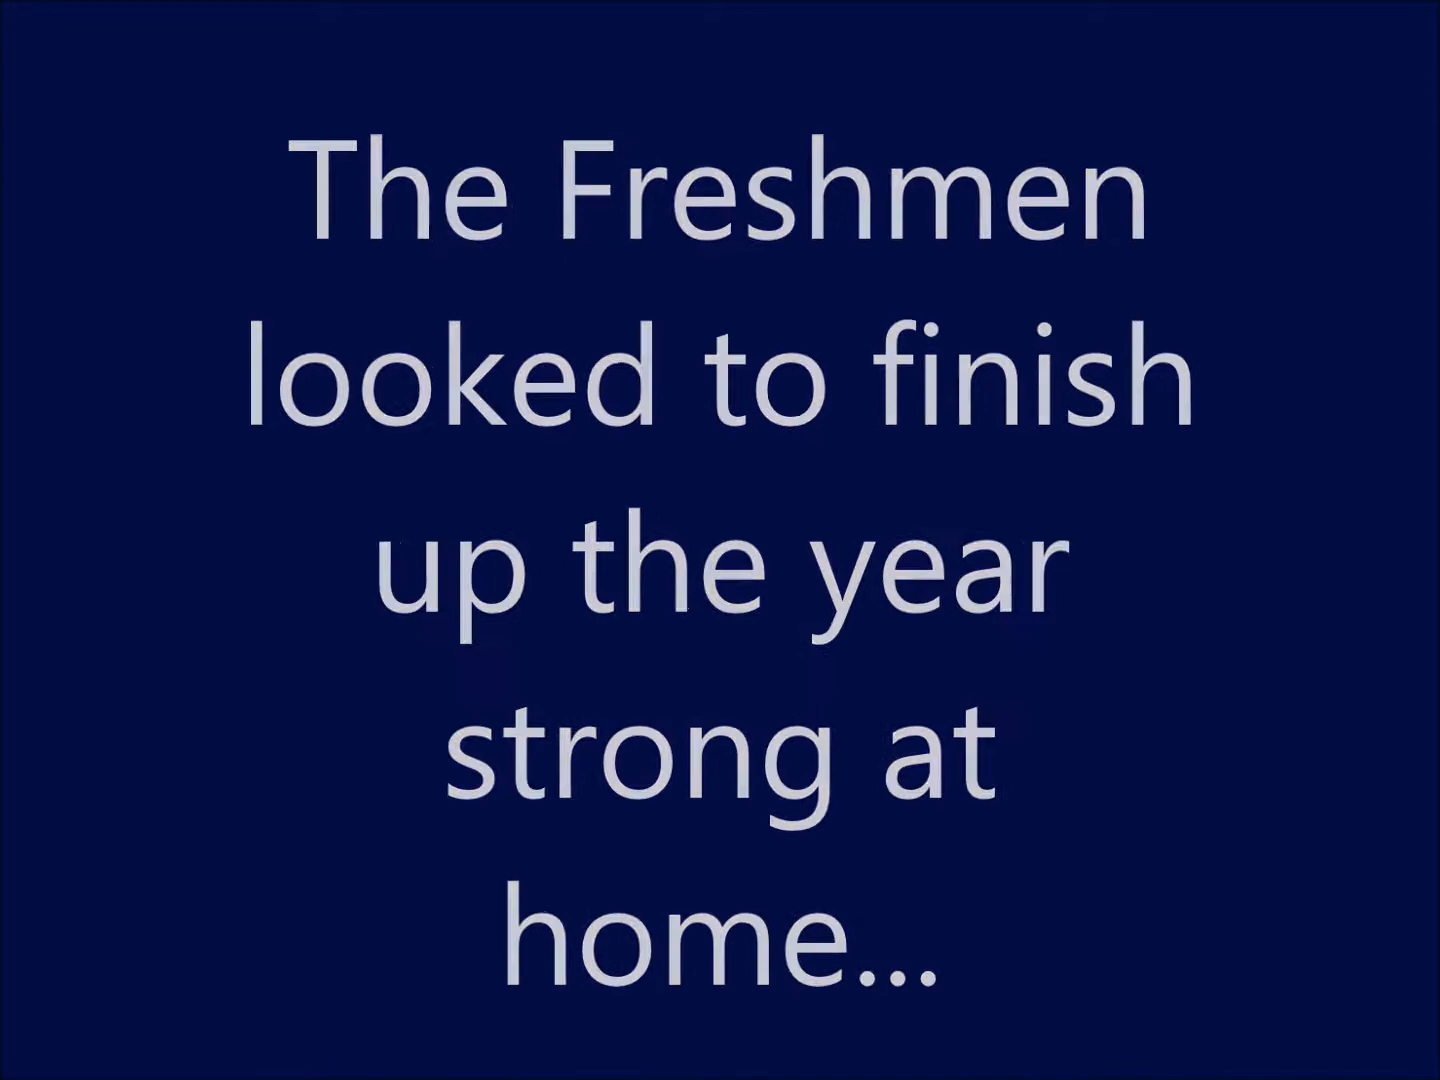 The Freshmen
looked to finish
up the year
strong at
home...